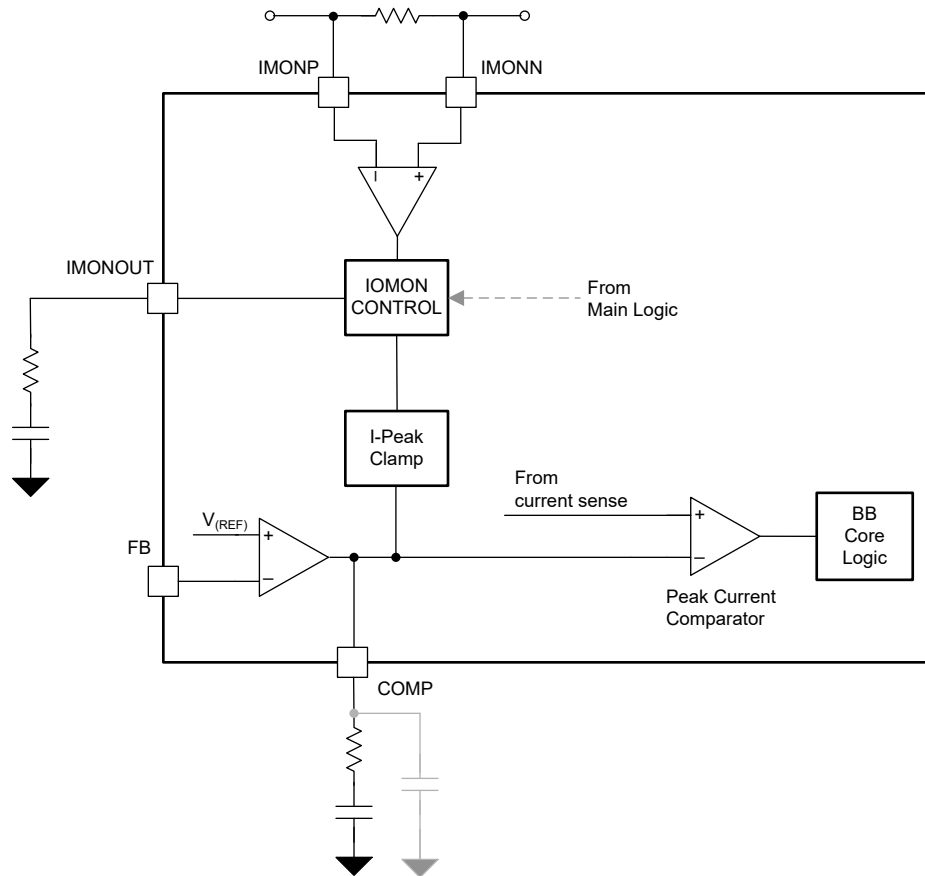 IMONP
IMONN
− +
IMONOUT
IOMON
CONTROL
From
Main Logic
I-Peak
Clamp
From
current sense
V(REF)
+
−
FB
+
−
BB
Core
Logic
Peak Current
Comparator
COMP